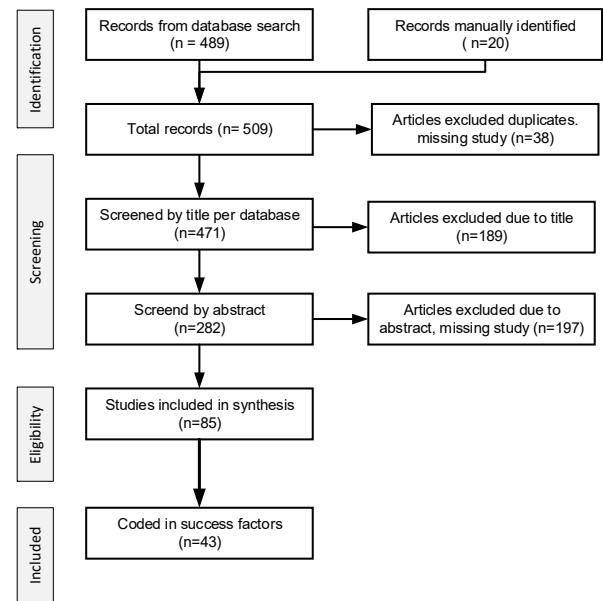 Identification
Records from database search
(n = 489)
Records manually identified
( n=20)
Total records (n= 509)
Articles excluded duplicates.
missing study (n=38)
Screening
Screened by title per database
(n=471)
Articles excluded due to title
(n=189)
Screend by abstract
(n=282)
Articles excluded due to
abstract, missing study (n=197)
Eligibility
Studies included in synthesis
(n=85)
Included
Coded in success factors
(n=43)